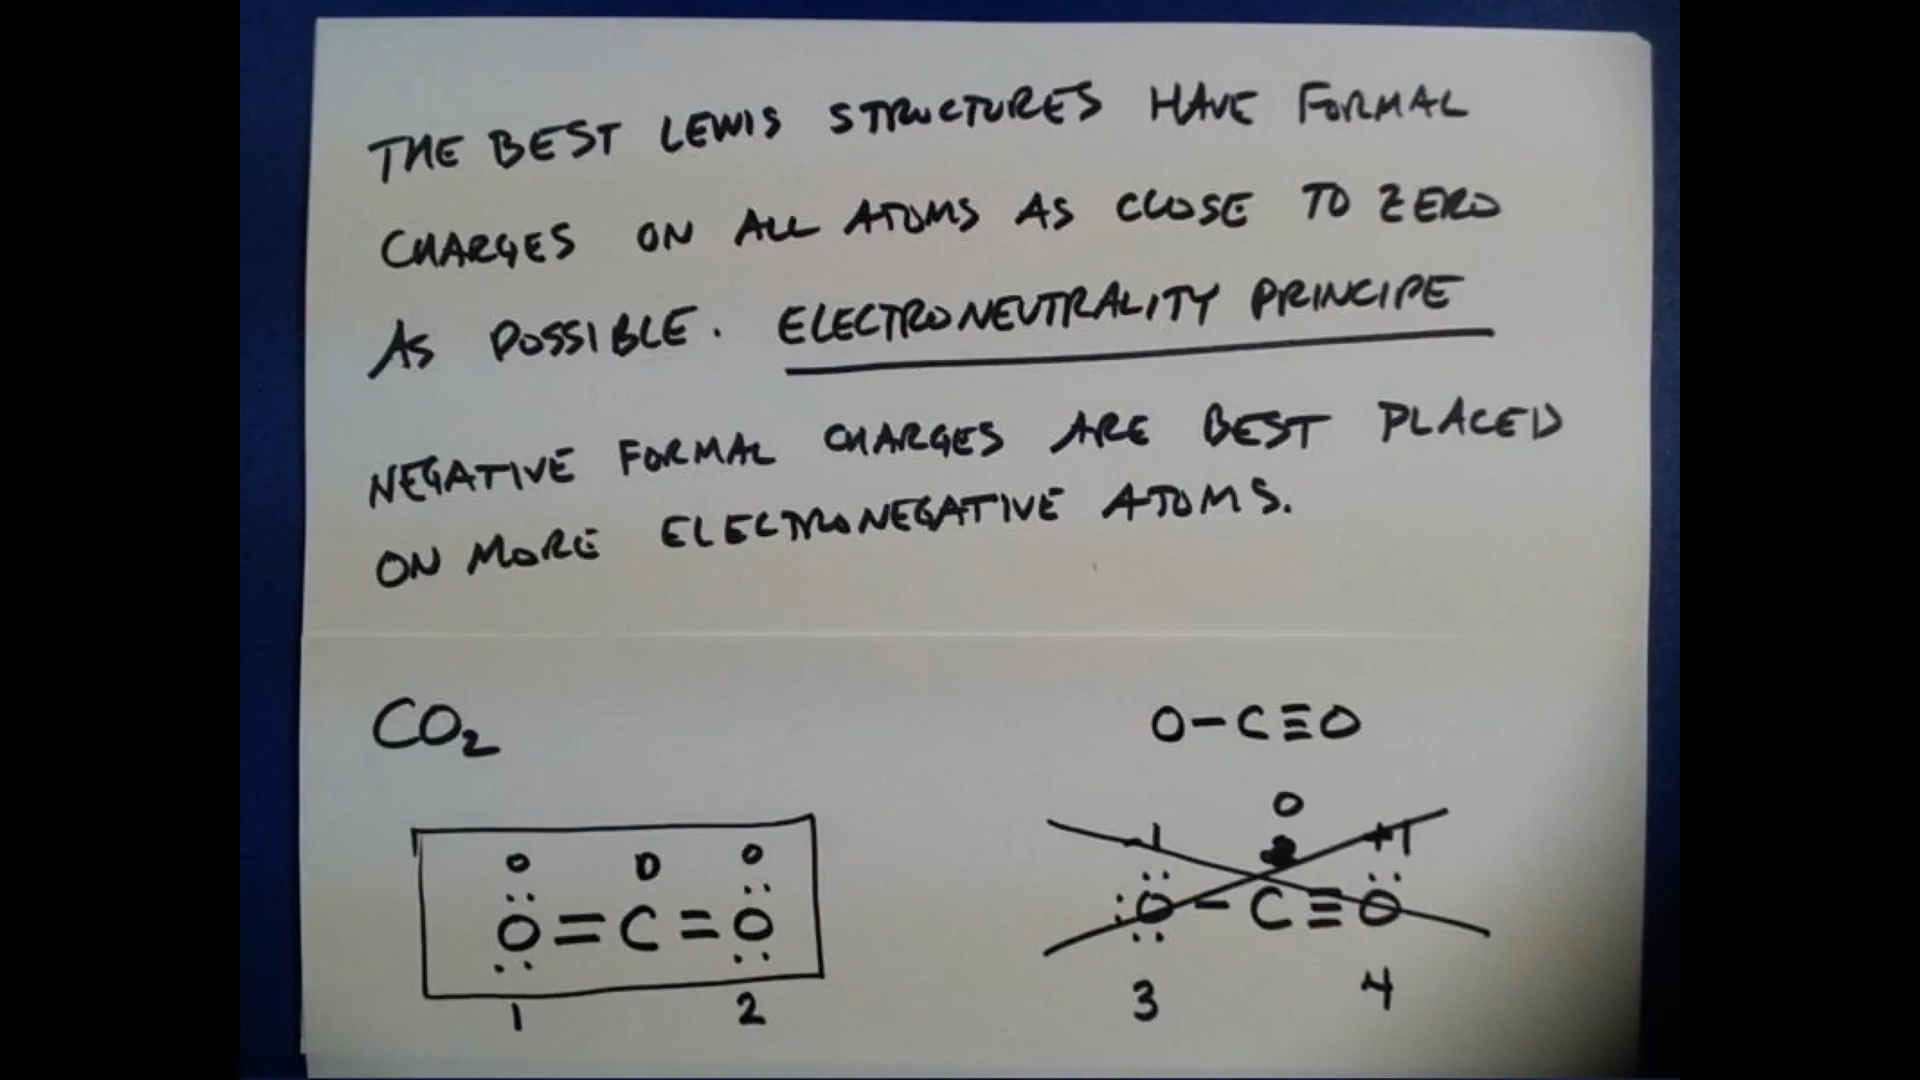 THE BEST LEWIS STRUCTURES HAVE FORMAL
CHARGES ON ALL ATOMS AS CLOSE TO ZERO
AS POSSIBLE. ELECTRONEUTRALITY PRINCIPE
NEGATIVE FORMAL CHARGES ARE BEST PLACED
ON MORE ELECTRONEGATIVE ATOMS.
CO₂
O-C≡O
0 0 0
O=C=O
1 2
-1 0 +1
O-C≡O
3 4